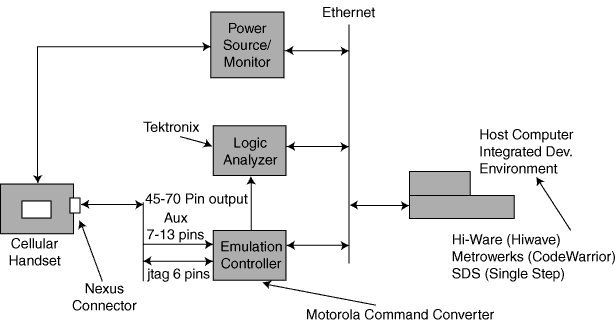 Ethernet
Power
Source/
Monitor
Tektronix
Logic
Analyzer
Host Computer
Integrated Dev.
Environment
45-70 Pin output
Aux
7-13 pins
Emulation
Controller
jtag 6 pins
Cellular
Handset
Nexus
Connector
Hi-Ware (Hiwave)
Metrowerks (CodeWarrior)
SDS (Single Step)
Motorola Command Converter